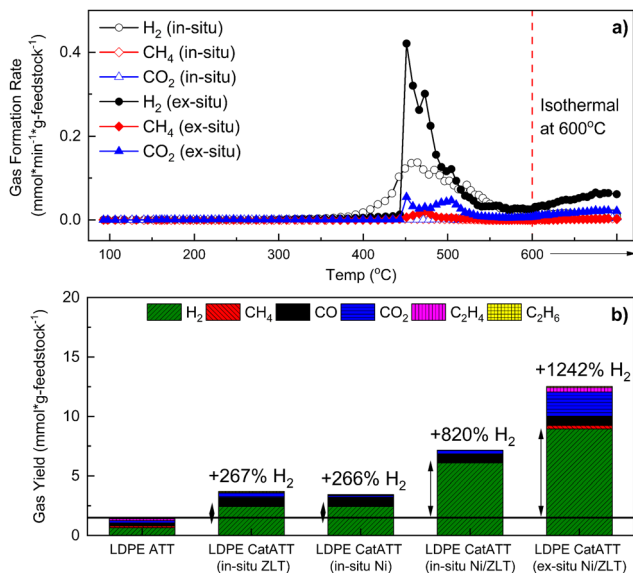 a)
H₂ (in-situ)
CH₄ (in-situ)
CO₂ (in-situ)
H₂ (ex-situ)
CH₄ (ex-situ)
CO₂ (ex-situ)
Isothermal
at 600°C
Gas Formation Rate
(mmol*min⁻¹*g-feedstock⁻¹)
0.4
0.2
0.0
100 200 300 400 500 600
Temp (°C)
b)
H₂ CH₄ CO CO₂ C₂H₄ C₂H₆
Gas Yield (mmol*g-feedstock⁻¹)
20
15
10
5
0
+267% H₂
+266% H₂
+820% H₂
+1242% H₂
LDPE ATT
LDPE CatATT
(in-situ ZLT)
LDPE CatATT
(in-situ Ni)
LDPE CatATT
(in-situ Ni/ZLT)
LDPE CatATT
(ex-situ Ni/ZLT)